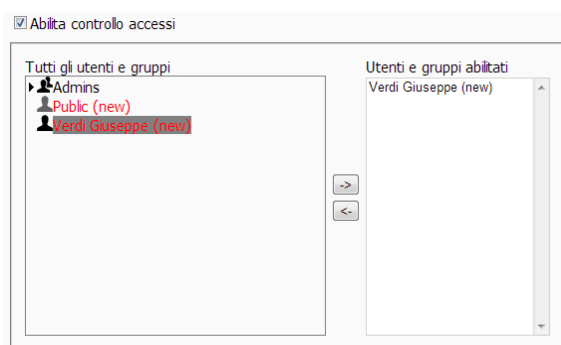 Abilita controllo accessi
Tutti gli utenti e gruppi
Admins
Public (new)
Verdi Giuseppe (new)
Utenti e gruppi abilitati
Verdi Giuseppe (new)
->
<-